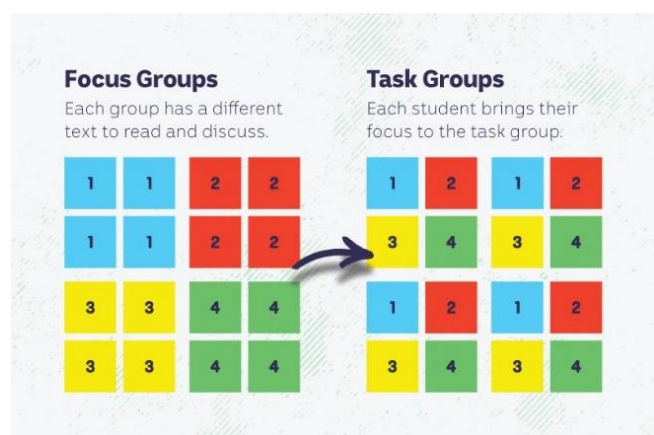 Focus Groups
Each group has a different
text to read and discuss.
1 1 2 2
1 1 2 2
3 3 4 4
3 3 4 4
Task Groups
Each student brings their
focus to the task group.
1 2 1 2
3 4 3 4
1 2 1 2
3 4 3 4